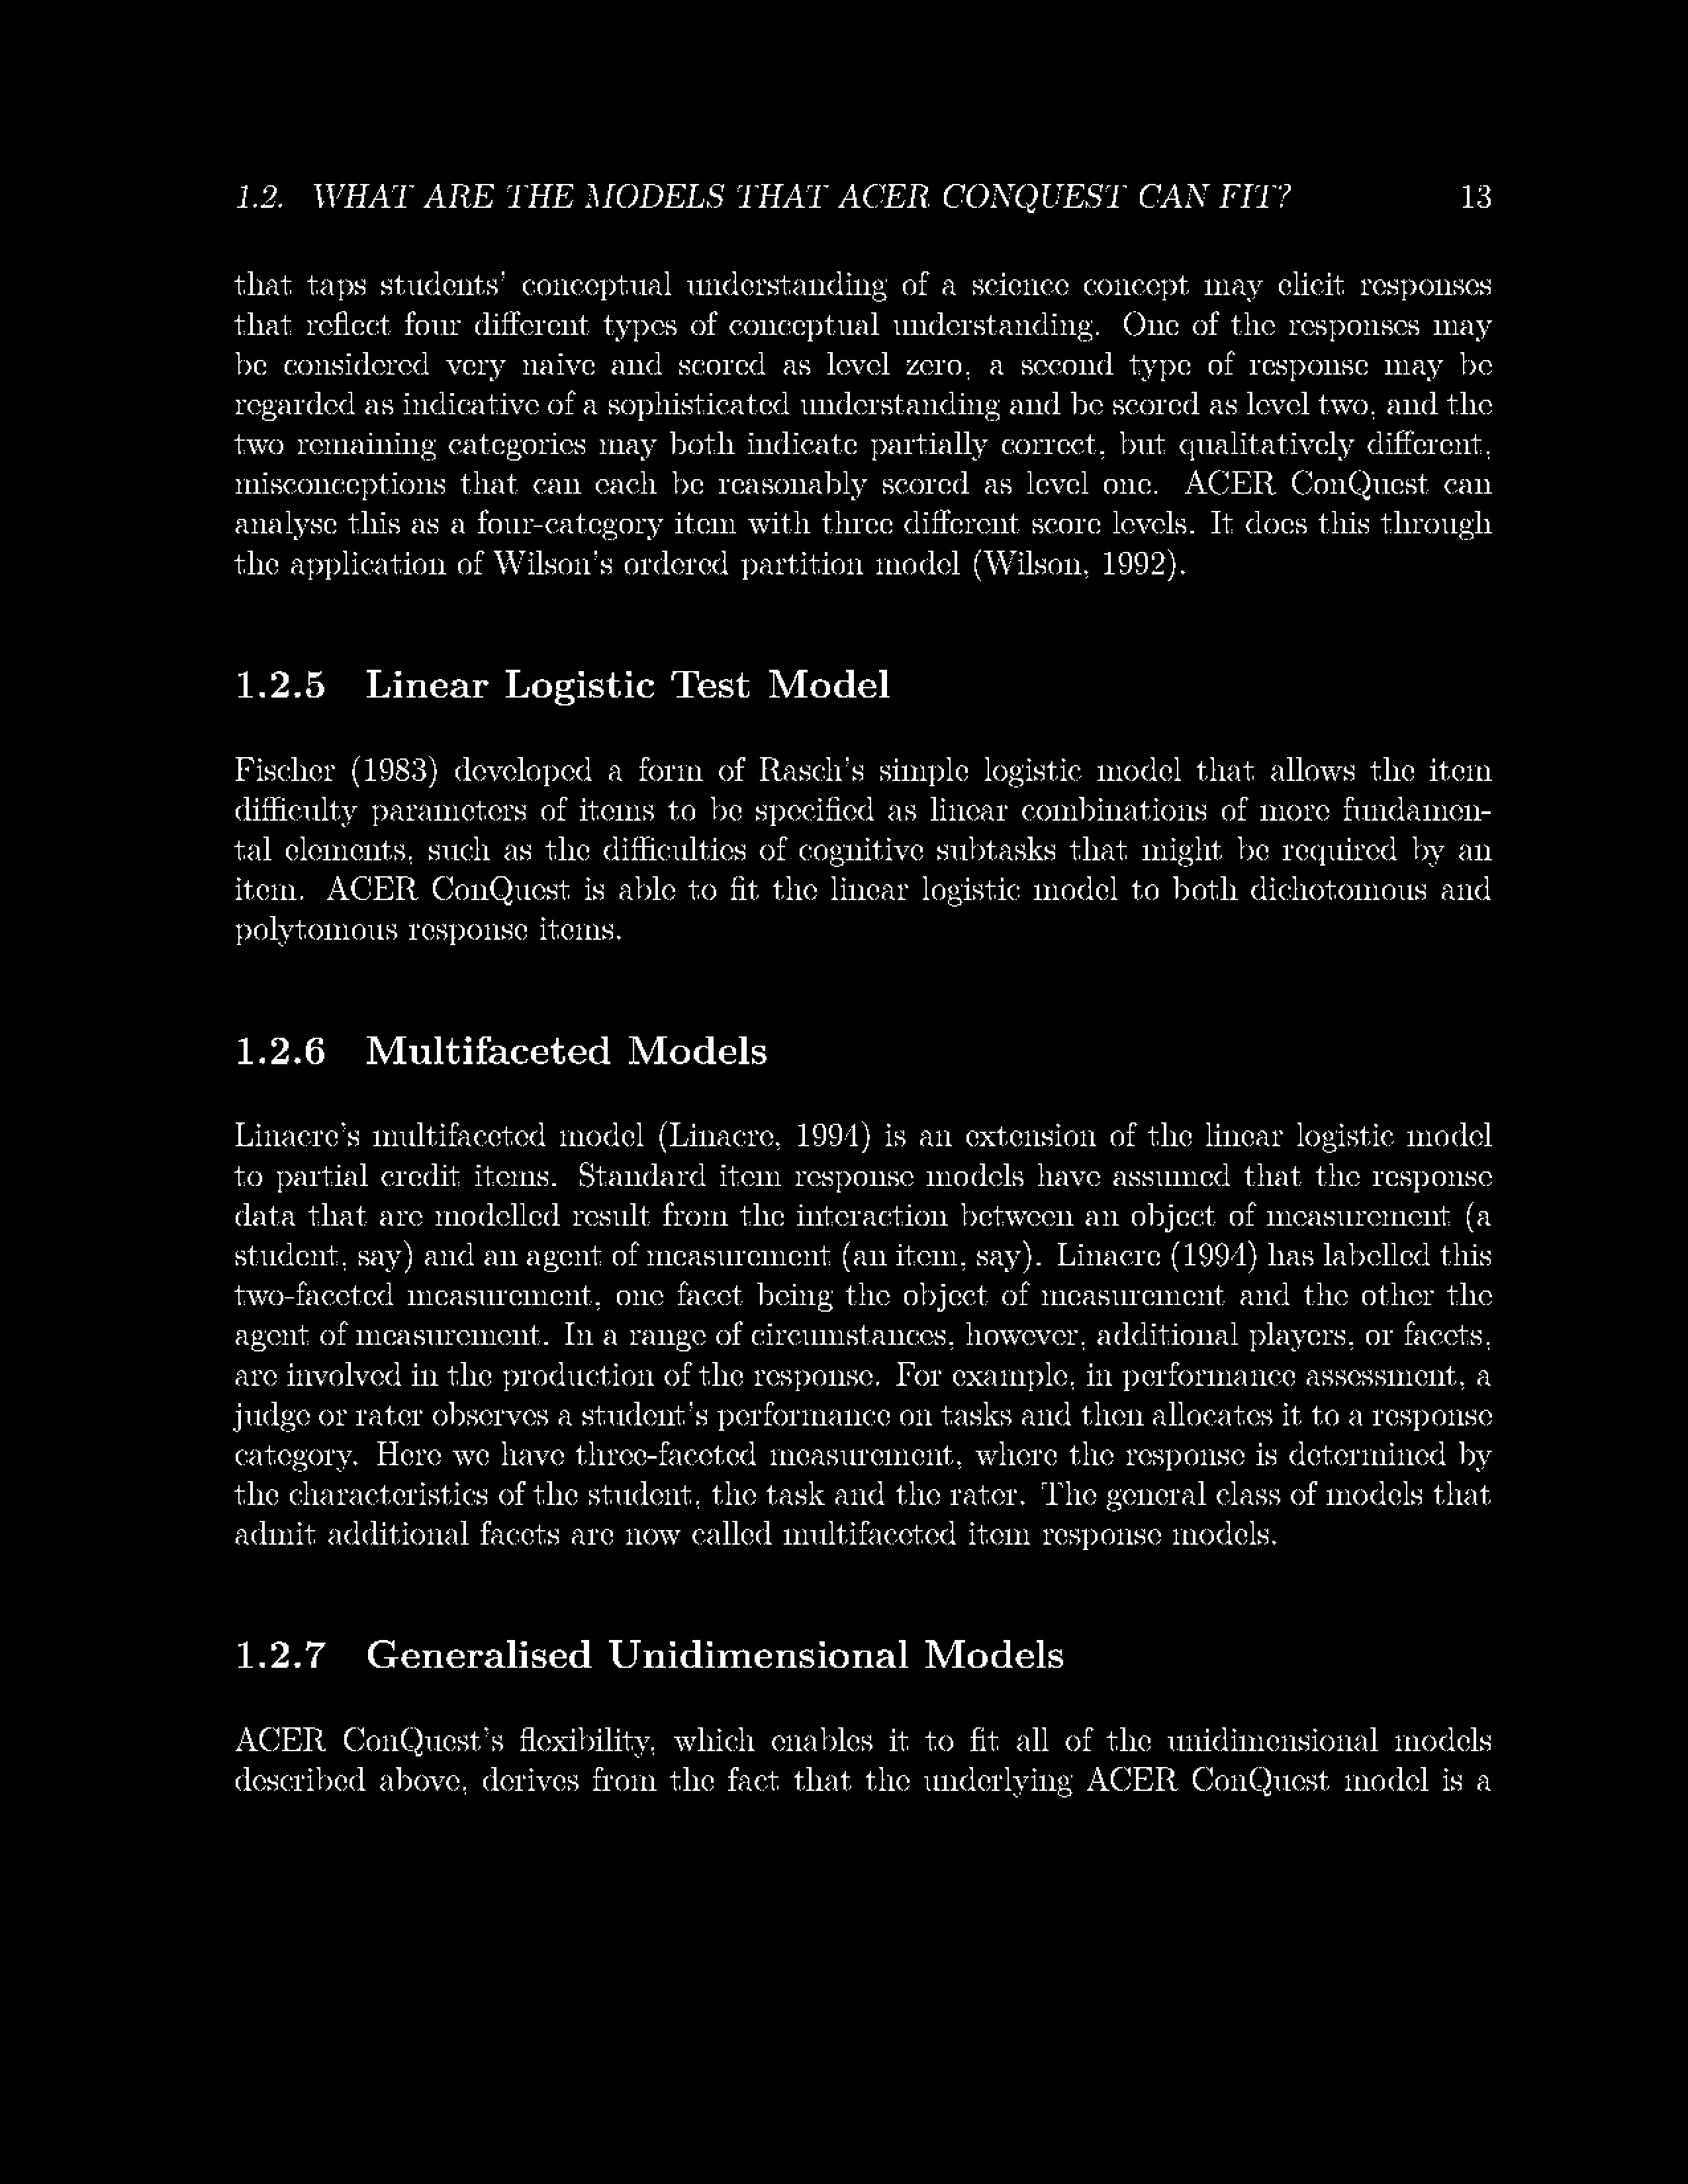 1.2. WHAT ARE THE MODELS THAT ACER CONQUEST CAN FIT? 13
that taps students' conceptual understanding of a science concept may elicit responses
that reflect four different types of conceptual understanding. One of the responses may
be considered very naive and scored as level zero, a second type of response may be
regarded as indicative of a sophisticated understanding and be scored as level two, and the
two remaining categories may both indicate partially correct, but qualitatively different,
misconceptions that can each be reasonably scored as level one. ACER ConQuest can
analyse this as a four-category item with three different score levels. It does this through
the application of Wilson's ordered partition model (Wilson, 1992).
1.2.5 Linear Logistic Test Model
Fischer (1983) developed a form of Rasch's simple logistic model that allows the item
difficulty parameters of items to be specified as linear combinations of more fundamen-
tal elements, such as the difficulties of cognitive subtasks that might be required by an
item. ACER ConQuest is able to fit the linear logistic model to both dichotomous and
polytomous response items.
1.2.6 Multifaceted Models
Linacre's multifaceted model (Linacre, 1994) is an extension of the linear logistic model
to partial credit items. Standard item response models have assumed that the response
data that are modelled result from the interaction between an object of measurement (a
student, say) and an agent of measurement (an item, say). Linacre (1994) has labelled this
two-faceted measurement, one facet being the object of measurement and the other the
agent of measurement. In a range of circumstances, however, additional players, or facets,
are involved in the production of the response. For example, in performance assessment, a
judge or rater observes a student's performance on tasks and then allocates it to a response
category. Here we have three-faceted measurement, where the response is determined by
the characteristics of the student, the task and the rater. The general class of models that
admit additional facets are now called multifaceted item response models.
1.2.7 Generalised Unidimensional Models
ACER ConQuest's flexibility, which enables it to fit all of the unidimensional models
described above, derives from the fact that the underlying ACER ConQuest model is a